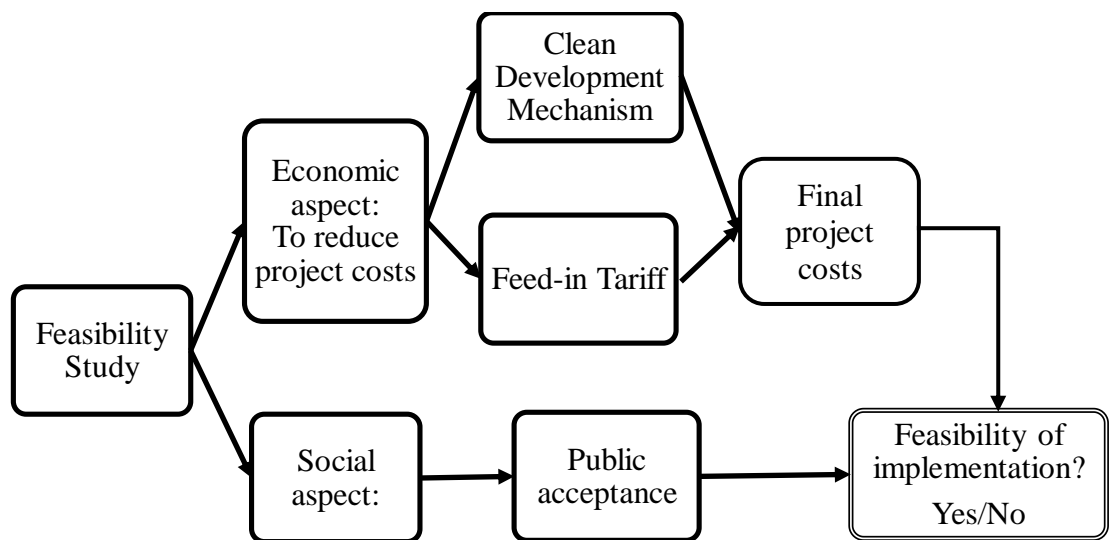 Clean
Development
Mechanism
Economic
aspect:
To reduce
project costs
Final
project
costs
Feed-in Tariff
Feasibility
Study
Social
aspect:
Public
acceptance
Feasibility of
implementation?
Yes/No